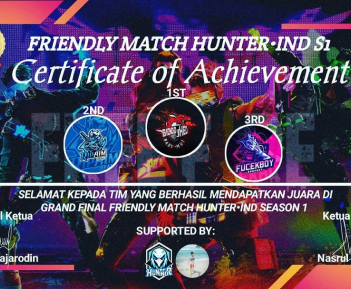 FRIENDLY MATCH HUNTER•IND S1
Certificate of Achievement
1ST
2ND
3RD
FUCEKBOY
SELAMAT KEPADA TIM YANG BERHASIL MENDAPATKAN JUARA DI
GRAND FINAL FRIENDLY MATCH HUNTER•IND SEASON 1
l Ketua
Ketua
SUPPORTED BY:
HUNTER
ajarodin
Nasrul